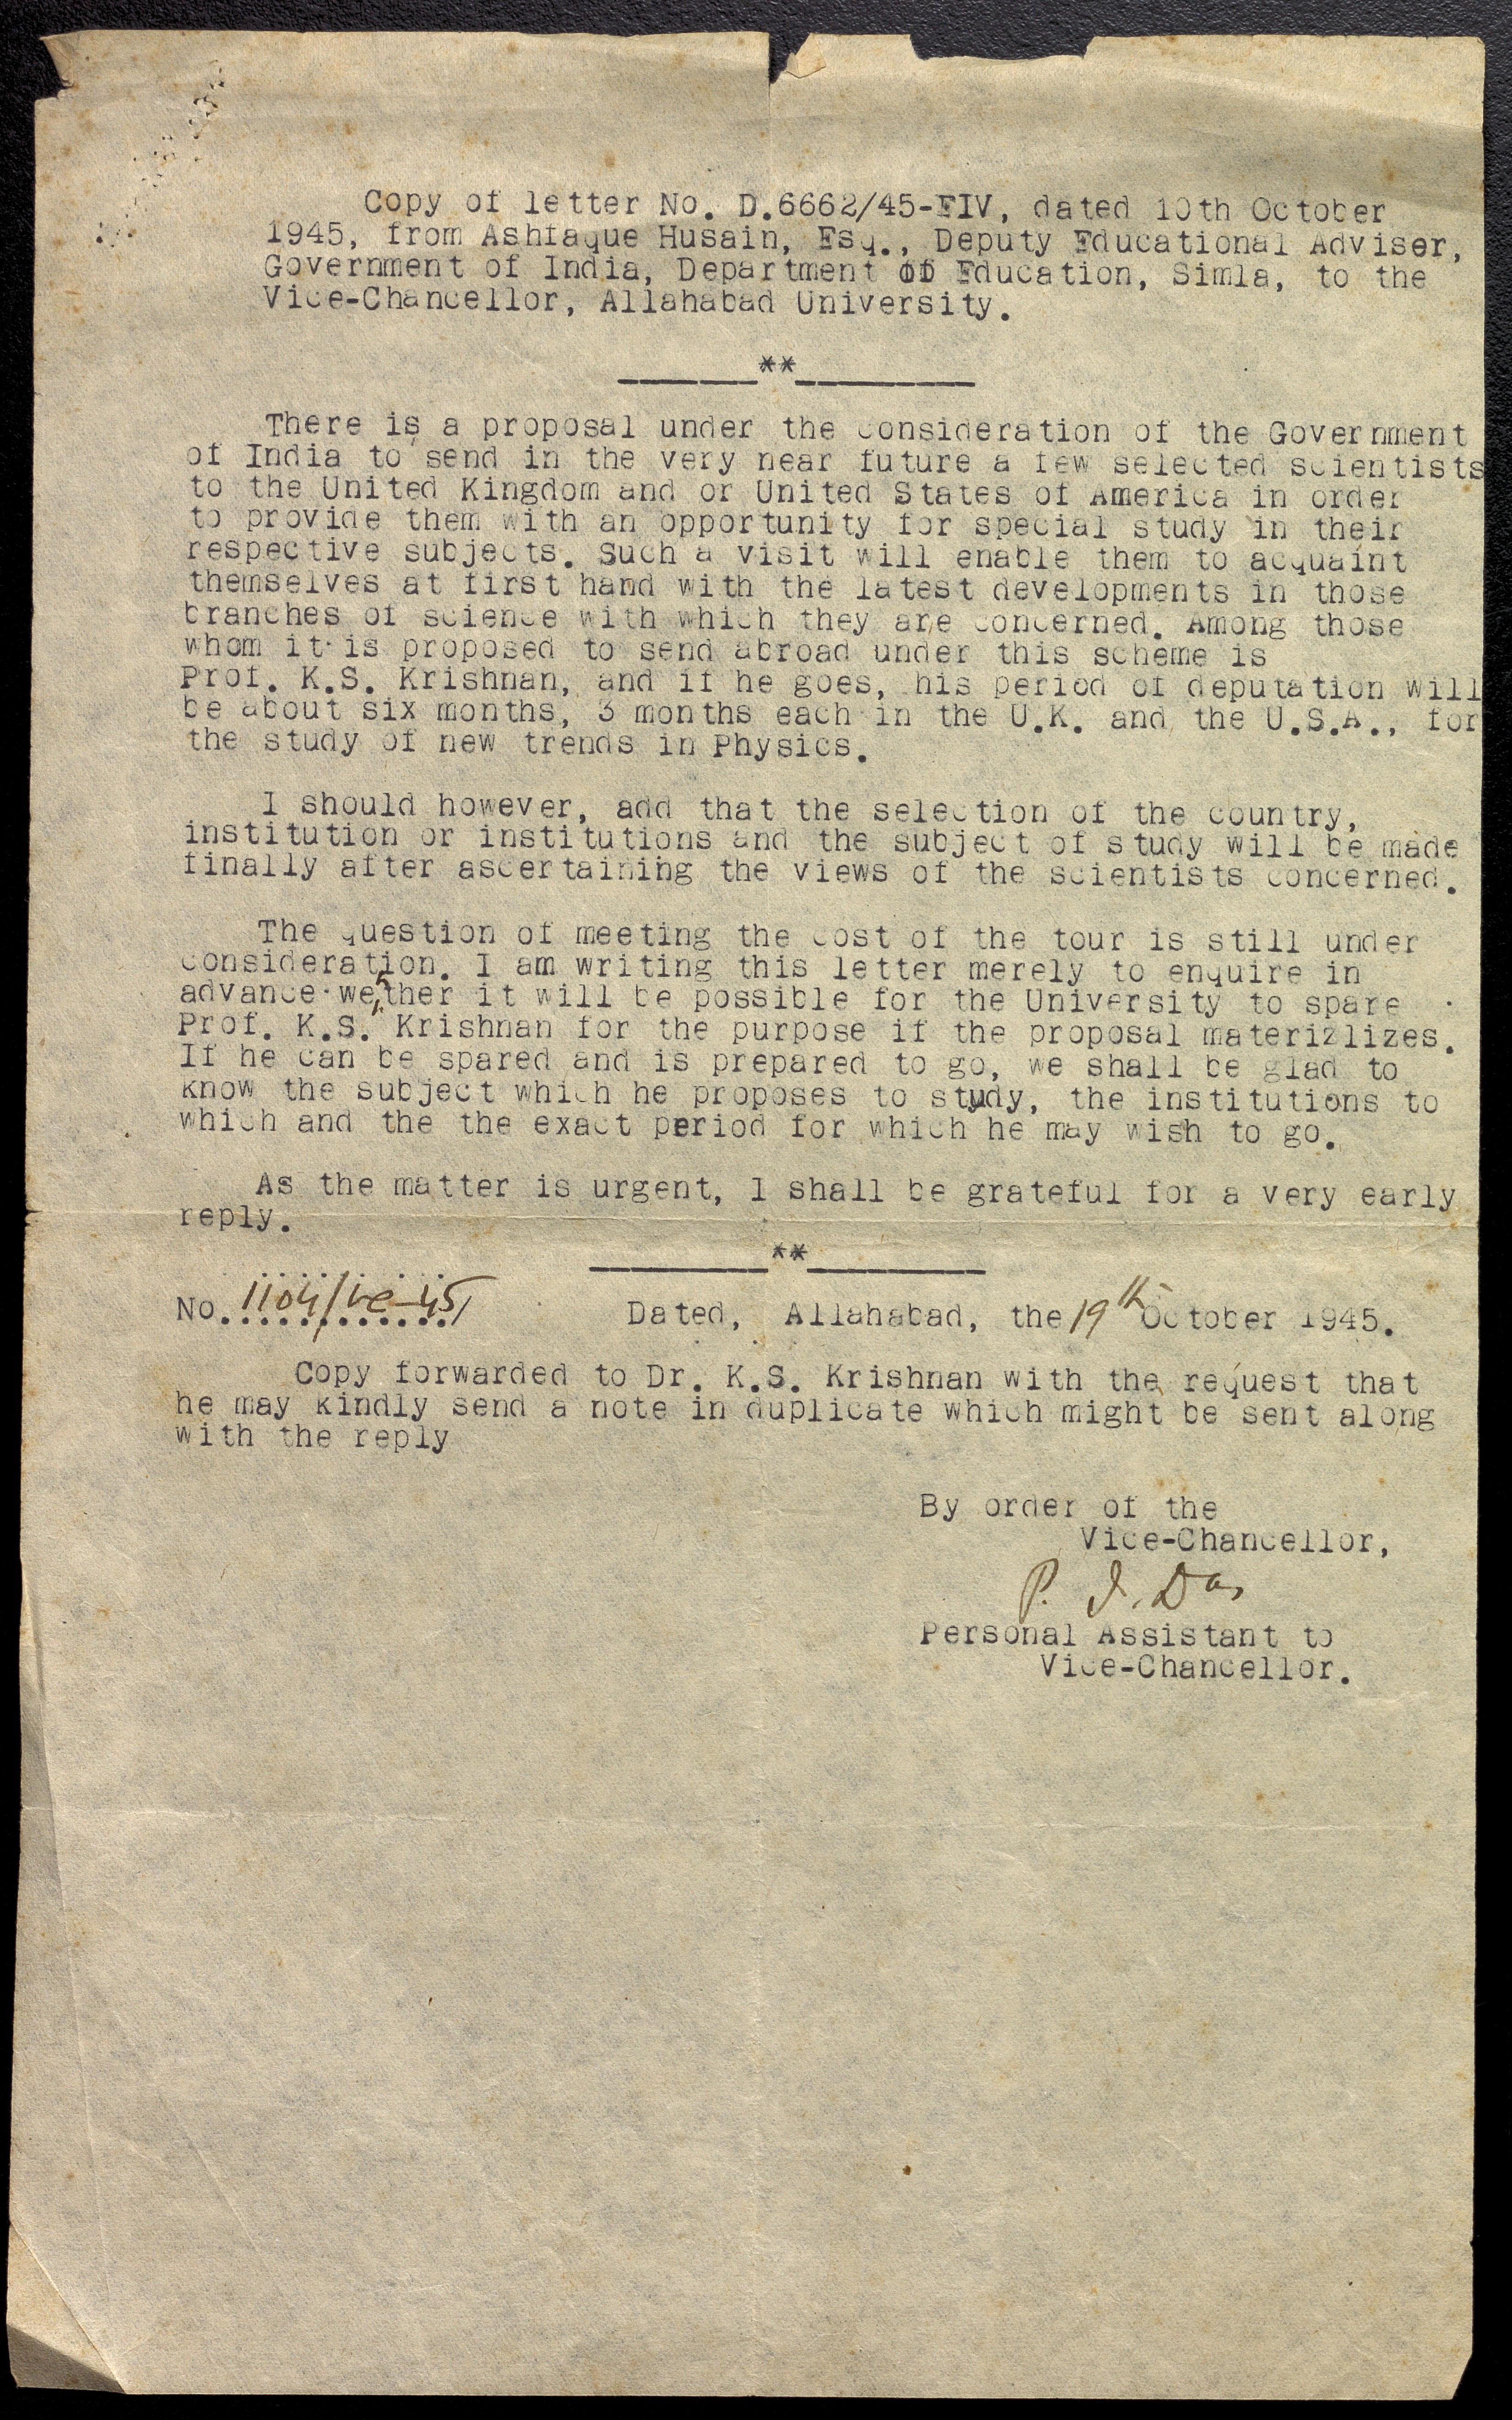 Copy of letter No. D.6662/45-FIV, dated 10th October
1945, from Ashfaque Husain, Esq., Deputy Educational Adviser,
Government of India, Department of Education, Simla, to the
Vice-Chancellor, Allahabad University.
_______**_________
There is a proposal under the consideration of the Government
of India to send in the very near future a few selected scientists
to the United Kingdom and or United States of America in order
to provide them with an opportunity for special study in their
respective subjects. Such a visit will enable them to acquaint
themselves at first hand with the latest developments in those
branches of science with which they are concerned. Among those
whom it is proposed to send abroad under this scheme is
Prof. K.S. Krishnan, and if he goes, his period of deputation will
be about six months, 3 months each in the U.K. and the U.S.A., for
the study of new trends in Physics.
I should however, add that the selection of the country,
institution or institutions and the subject of study will be made
finally after ascertaining the views of the scientists concerned.
The question of meeting the cost of the tour is still under
consideration. I am writing this letter merely to enquire in
advance wehther it will be possible for the University to spare
Prof. K.S. Krishnan for the purpose if the proposal materizlizes.
If he can be spared and is prepared to go, we shall be glad to
know the subject which he proposes to study, the institutions to
which and the the exact period for which he may wish to go.
As the matter is urgent, I shall be grateful for a very early
reply.
_________**_________
No. Dated, Allahabad, the 19th October 1945.
Copy forwarded to Dr. K.S. Krishnan with the request that
he may kindly send a note in duplicate which might be sent along
with the reply
By order of the
Vice-Chancellor,
Das
Personal Assistant to
Vice-Chancellor.